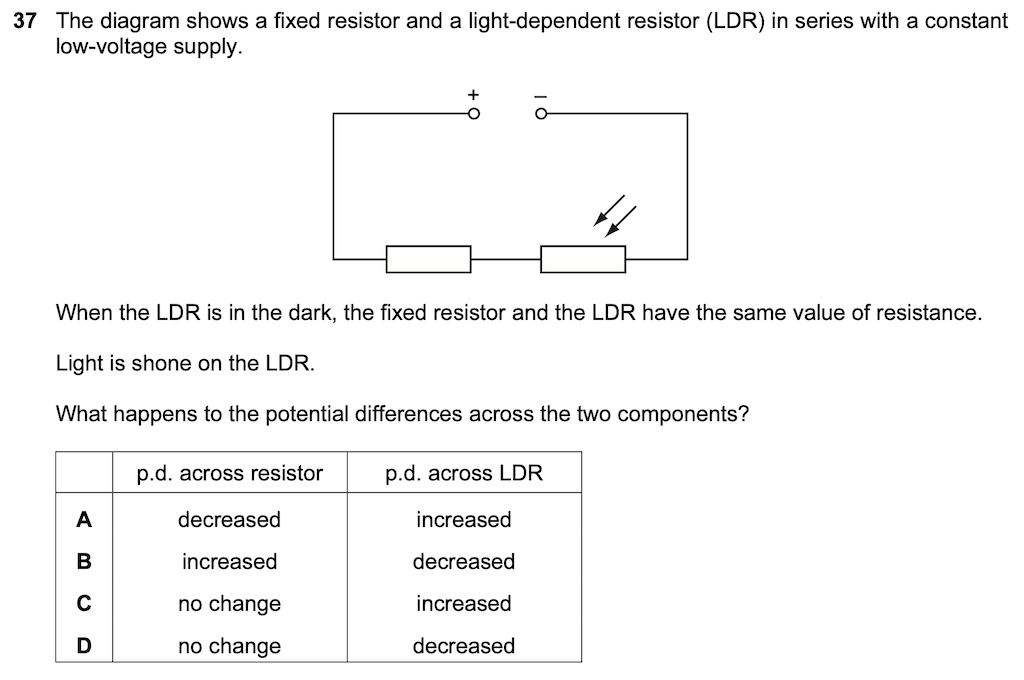 37 The diagram shows a fixed resistor and a light-dependent resistor (LDR) in series with a constant
low-voltage supply.
+ –
When the LDR is in the dark, the fixed resistor and the LDR have the same value of resistance.
Light is shone on the LDR.
What happens to the potential differences across the two components?
p.d. across resistor p.d. across LDR
A decreased increased
B increased decreased
C no change increased
D no change decreased